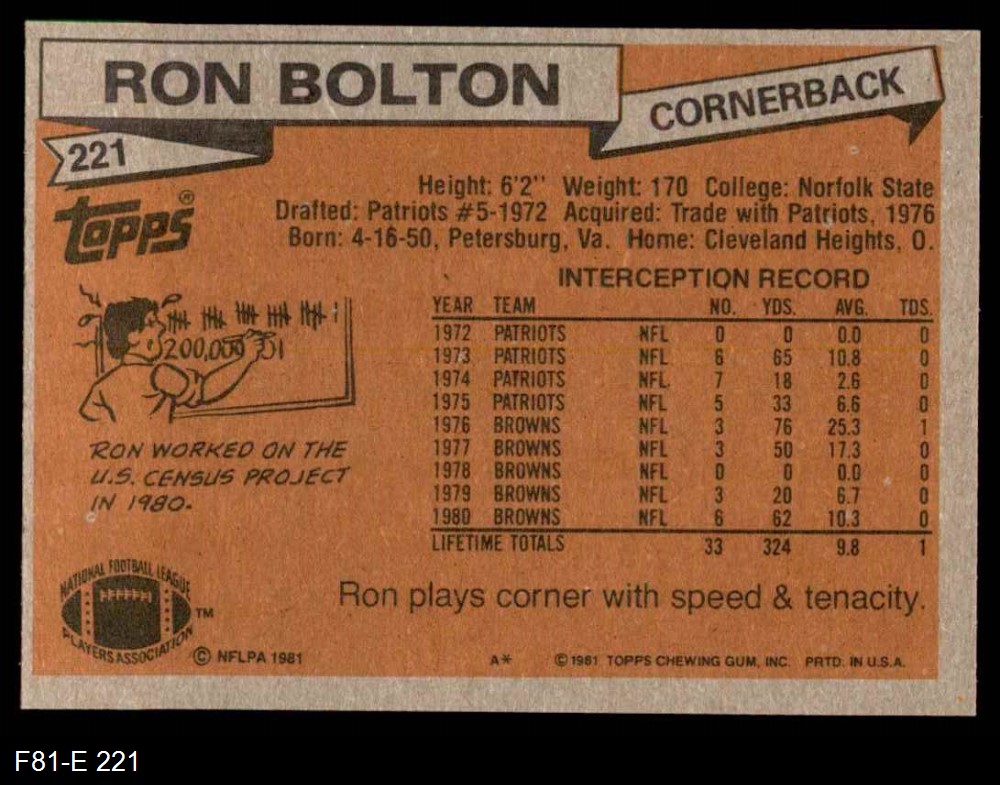 RON BOLTON
CORNERBACK
221
topps®
Height: 6'2'' Weight: 170 College: Norfolk State
Drafted: Patriots #5-1972 Acquired: Trade with Patriots, 1976
Born: 4-16-50, Petersburg, Va. Home: Cleveland Heights, O.
200,000
RON WORKED ON THE
U.S. CENSUS PROJECT
IN 1980.
INTERCEPTION RECORD
YEAR TEAM NO. YDS. AVG. TDS.
1972 PATRIOTS NFL 0 0 0.0 0
1973 PATRIOTS NFL 6 65 10.8 0
1974 PATRIOTS NFL 7 18 2.6 0
1975 PATRIOTS NFL 5 33 6.6 0
1976 BROWNS NFL 3 76 25.3 1
1977 BROWNS NFL 3 50 17.3 0
1978 BROWNS NFL 0 0 0.0 0
1979 BROWNS NFL 3 20 6.7 0
1980 BROWNS NFL 6 62 10.3 0
LIFETIME TOTALS 33 324 9.8 1
Ron plays corner with speed & tenacity.
NATIONAL FOOTBALL LEAGUE
PLAYERS ASSOCIATION
TM
© NFLPA 1981
A* © 1981 TOPPS CHEWING GUM, INC. PRTD. IN U.S.A.
F81-E 221